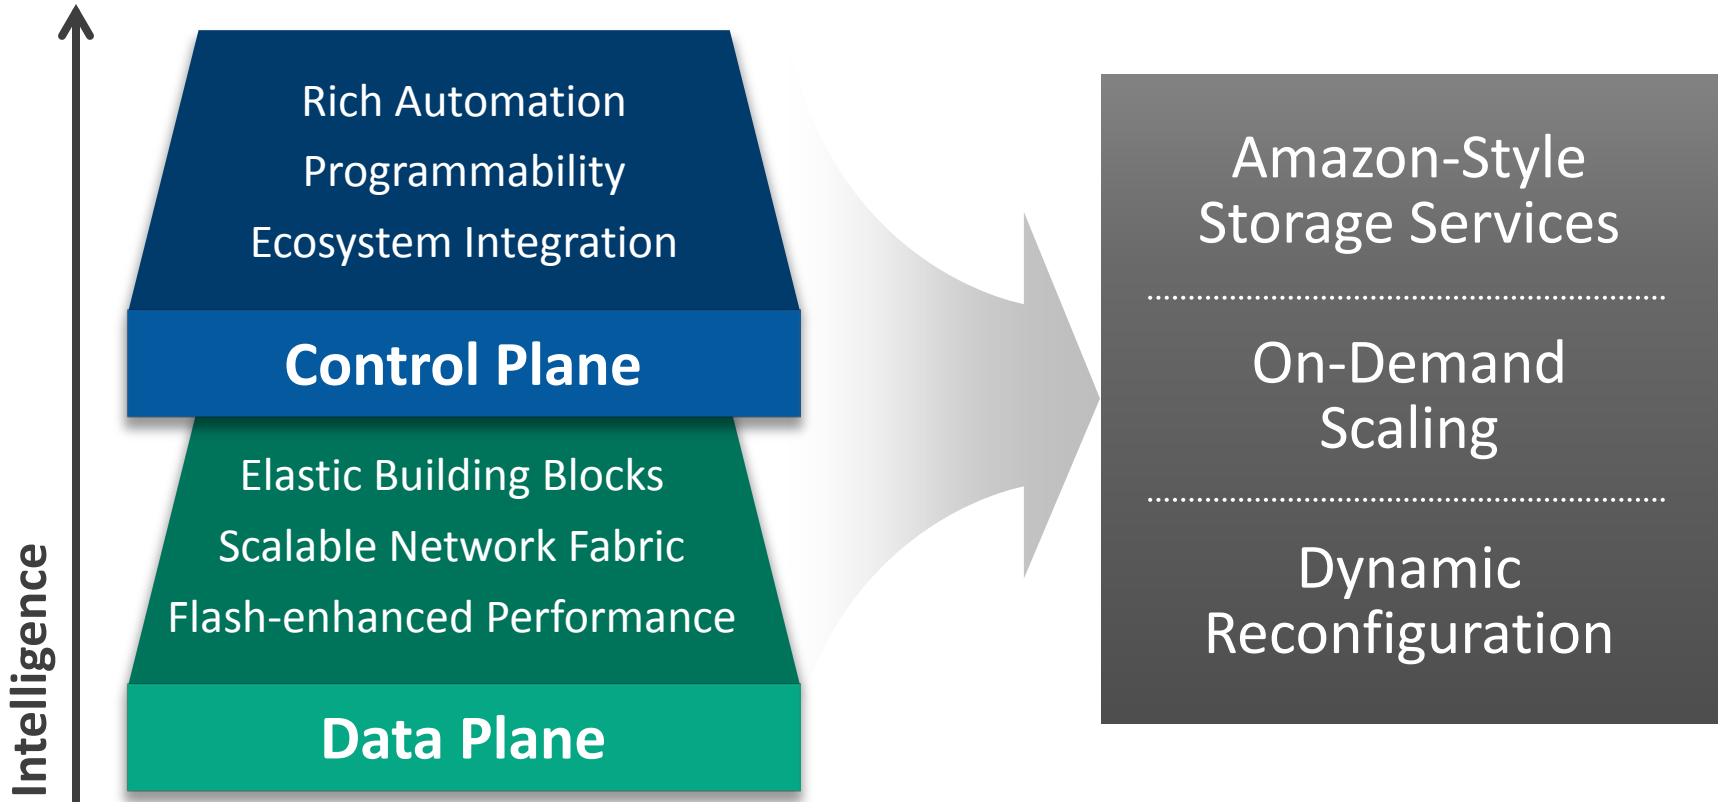 Intelligence
Rich Automation
Programmability
Ecosystem Integration
Control Plane
Elastic Building Blocks
Scalable Network Fabric
Flash-enhanced Performance
Data Plane
Amazon-Style
Storage Services
On-Demand
Scaling
Dynamic
Reconfiguration